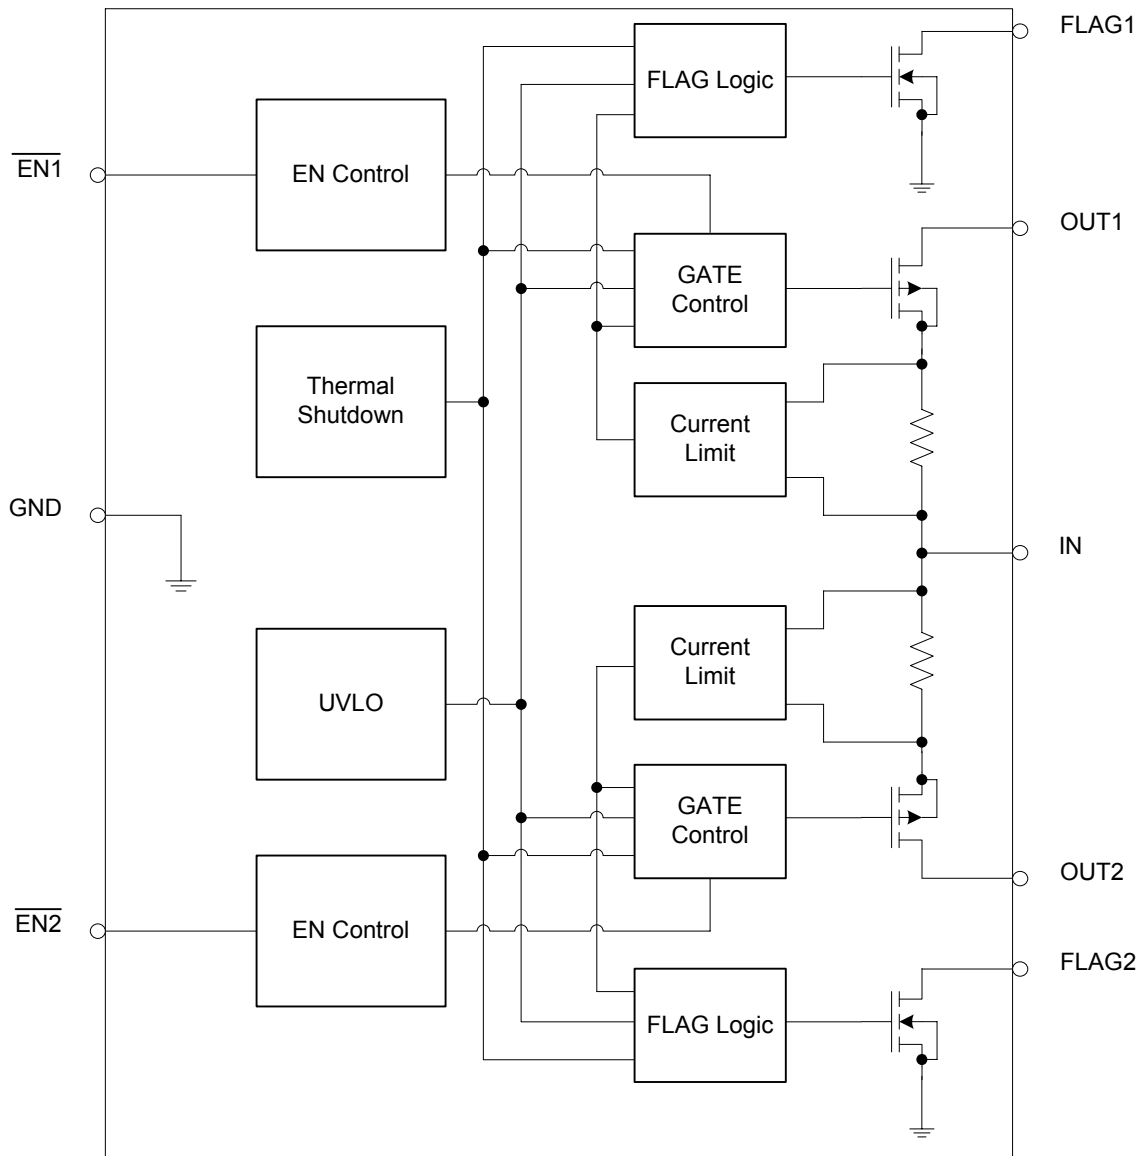 FLAG1
FLAG Logic
EN1
EN Control
OUT1
GATE
Control
Thermal
Shutdown
Current
Limit
GND
IN
Current
Limit
UVLO
GATE
Control
OUT2
EN2
EN Control
FLAG2
FLAG Logic